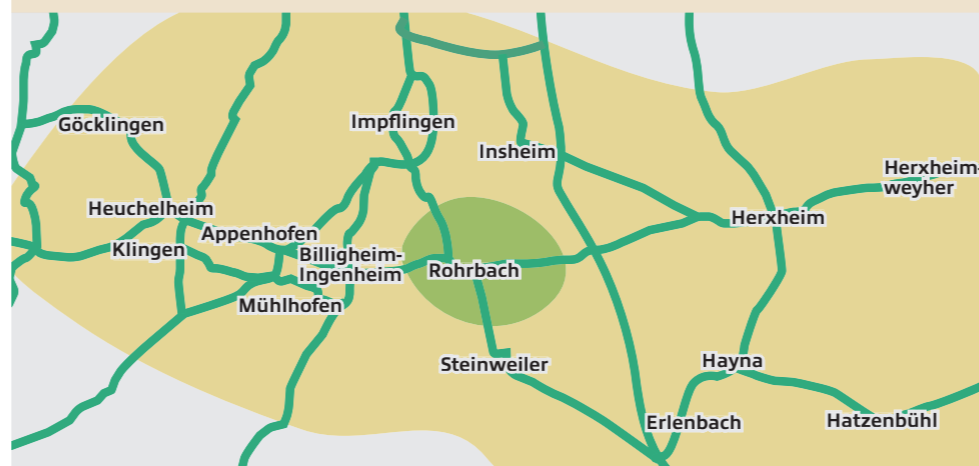 Göcklingen
Impflingen
Insheim
Herxheim-
weyher
Heuchelheim
Herxheim
Appenhofen
Klingen
Billigheim-
Ingenheim
Rohrbach
Mühlhofen
Steinweiler
Hayna
Erlenbach
Hatzenbühl